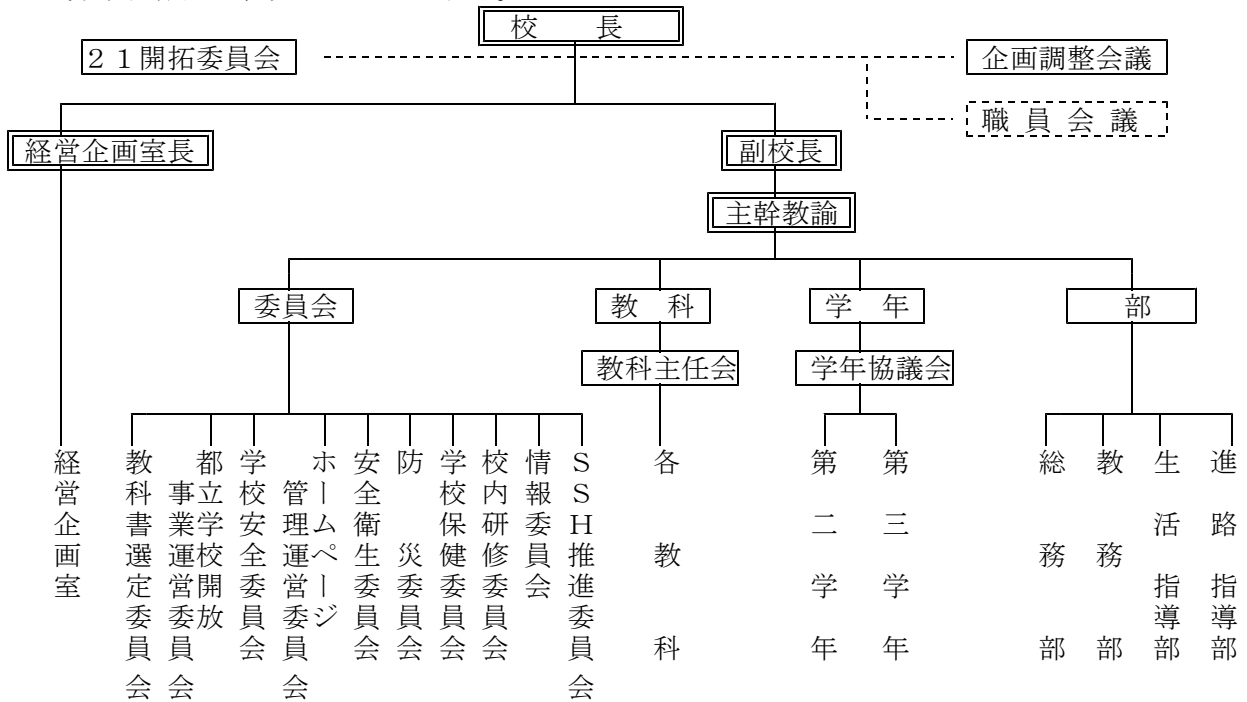 校　　長
２１開拓委員会
企画調整会議
職員会議
経営企画室長
副校長
主幹教諭
委員会
教　科
学　年
部
教科主任会
学年協議会
経営企画室
教科書選定委員会
都立学校開放
事業運営委員会
学校安全委員会
ホームページ
管理運営委員会
安全衛生委員会
防災委員会
学校保健委員会
校内研修委員会
情報委員会
ＳＳＨ推進委員会
各教科
第二学年
第三学年
総務部
教務部
生活指導部
進路指導部